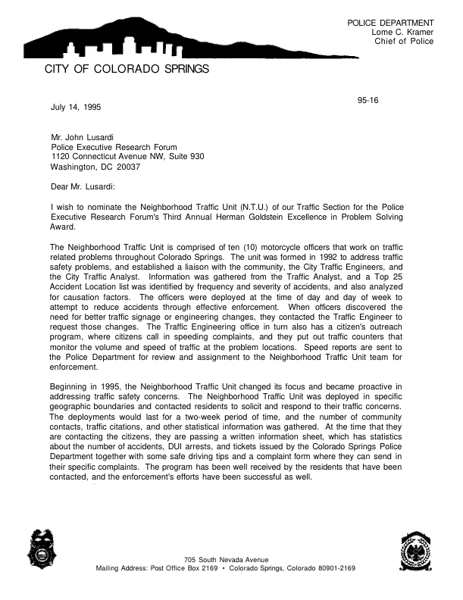 POLICE DEPARTMENT
Lorne C. Kramer
Chief of Police
CITY OF COLORADO SPRINGS
95-16
July 14, 1995
Mr. John Lusardi
Police Executive Research Forum
1120 Connecticut Avenue NW, Suite 930
Washington, DC 20037
Dear Mr. Lusardi:
I wish to nominate the Neighborhood Traffic Unit (N.T.U.) of our Traffic Section for the Police
Executive Research Forum's Third Annual Herman Goldstein Excellence in Problem Solving
Award.
The Neighborhood Traffic Unit is comprised of ten (10) motorcycle officers that work on traffic
related problems throughout Colorado Springs. The unit was formed in 1992 to address traffic
safety problems, and established a liaison with the community, the City Traffic Engineers, and
the City Traffic Analyst. Information was gathered from the Traffic Analyst, and a Top 25
Accident Location list was identified by frequency and severity of accidents, and also analyzed
for causation factors. The officers were deployed at the time of day and day of week to
attempt to reduce accidents through effective enforcement. When officers discovered the
need for better traffic signage or engineering changes, they contacted the Traffic Engineer to
request those changes. The Traffic Engineering office in turn also has a citizen's outreach
program, where citizens call in speeding complaints, and they put out traffic counters that
monitor the volume and speed of traffic at the problem locations. Speed reports are sent to
the Police Department for review and assignment to the Neighborhood Traffic Unit team for
enforcement.
Beginning in 1995, the Neighborhood Traffic Unit changed its focus and became proactive in
addressing traffic safety concerns. The Neighborhood Traffic Unit was deployed in specific
geographic boundaries and contacted residents to solicit and respond to their traffic concerns.
The deployments would last for a two-week period of time, and the number of community
contacts, traffic citations, and other statistical information was gathered. At the time that they
are contacting the citizens, they are passing a written information sheet, which has statistics
about the number of accidents, DUI arrests, and tickets issued by the Colorado Springs Police
Department together with some safe driving tips and a complaint form where they can send in
their specific complaints. The program has been well received by the residents that have been
contacted, and the enforcement's efforts have been successful as well.
705 South Nevada Avenue
Mailing Address: Post Office Box 2169 • Colorado Springs, Colorado 80901-2169